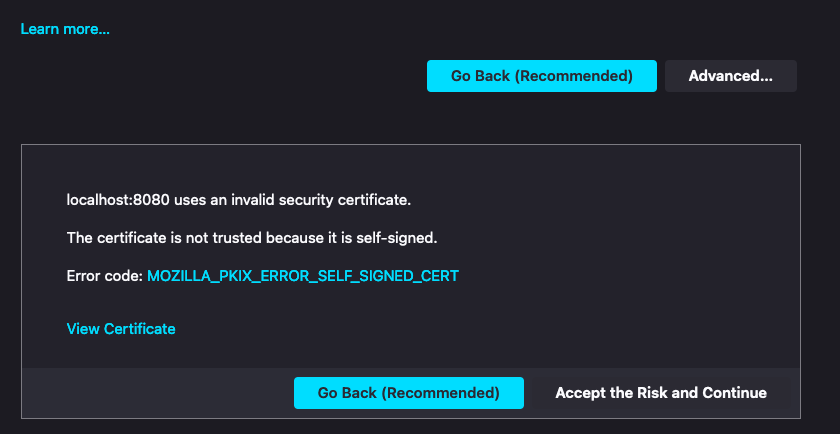 Learn more...
Go Back (Recommended)
Advanced...
localhost:8080 uses an invalid security certificate.
The certificate is not trusted because it is self-signed.
Error code: MOZILLA_PKIX_ERROR_SELF_SIGNED_CERT
View Certificate
Go Back (Recommended)
Accept the Risk and Continue